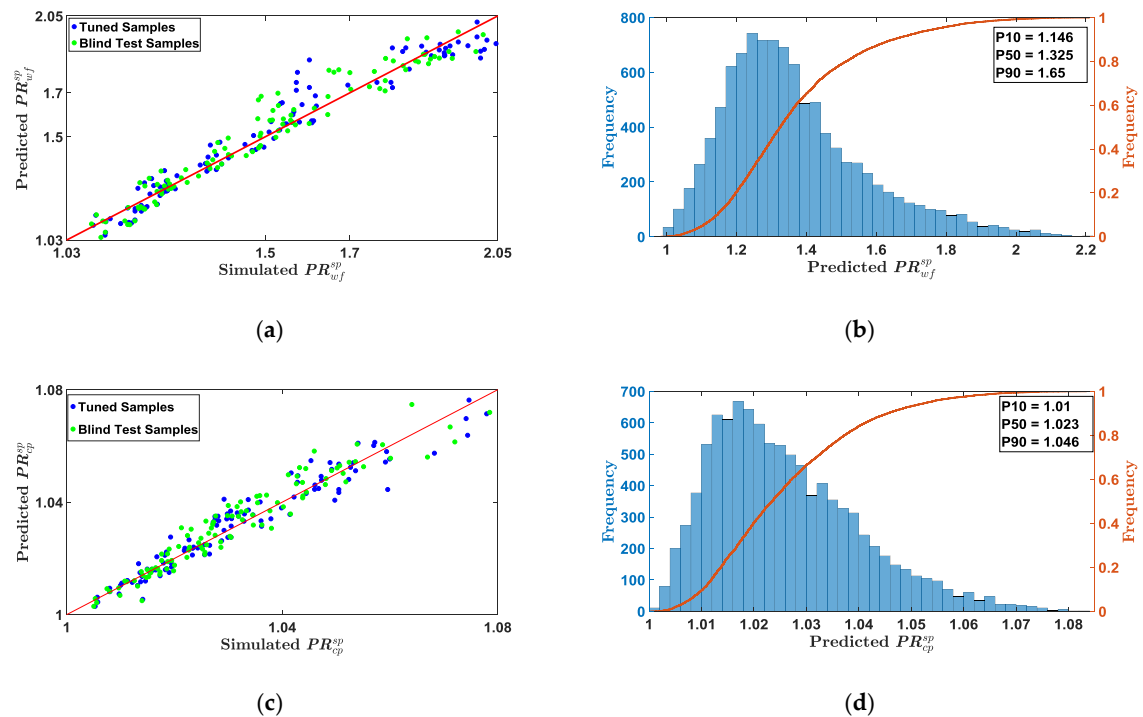 2.05
1.7
1.5
1.03
Predicted PR_{wf}^{sp}
Tuned Samples
Blind Test Samples
1.03 1.5 1.7 2.05
Simulated PR_{wf}^{sp}
(a)
800
600
400
200
0
Frequency
P10 = 1.146
P50 = 1.325
P90 = 1.65
1
0.8
0.6
0.4
0.2
0
Frequency
1 1.2 1.4 1.6 1.8 2 2.2
Predicted PR_{wf}^{sp}
(b)
1.08
1.04
1
Predicted PR_{cp}^{sp}
Tuned Samples
Blind Test Samples
1 1.04 1.08
Simulated PR_{cp}^{sp}
(c)
700
600
500
400
300
200
100
0
Frequency
P10 = 1.01
P50 = 1.023
P90 = 1.046
1
0.8
0.6
0.4
0.2
0
Frequency
1 1.01 1.02 1.03 1.04 1.05 1.06 1.07 1.08
Predicted PR_{cp}^{sp}
(d)